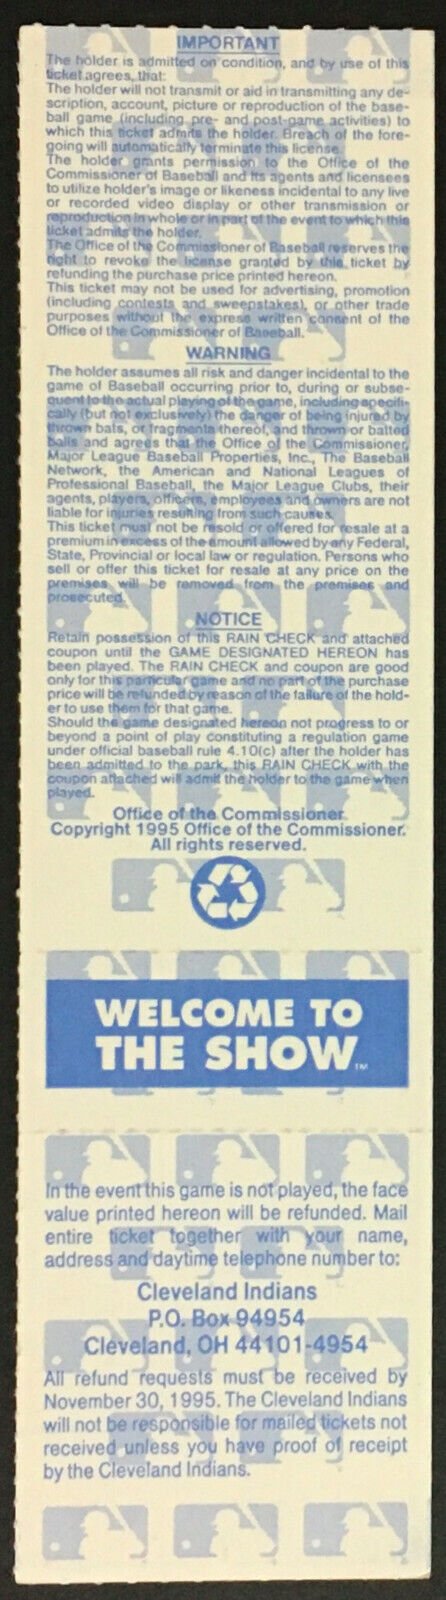 IMPORTANT
The holder is admitted on condition, and by use of this
ticket agrees, that:
The holder will not transmit or aid in transmitting any de-
scription, account, picture or reproduction of the base-
ball game (including pre- and post-game activities) to
which this ticket admits the holder. Breach of the fore-
going will automatically terminate this license.
The holder grants permission to the Office of the
Commissioner of Baseball and its agents and licensees
to utilize holder's image or likeness incidental to any live
or recorded video display or other transmission or
reproduction in whole or in part of the event to which this
ticket admits the holder.
The Office of the Commissioner of Baseball reserves the
right to revoke the license granted by this ticket by
refunding the purchase price printed hereon.
This ticket may not be used for advertising, promotion
(including contests and sweepstakes), or other trade
purposes without the express written consent of the
Office of the Commissioner of Baseball.
WARNING
The holder assumes all risk and danger incidental to the
game of Baseball occurring prior to, during or subse-
quent to the actual playing of the game, including specifi-
cally (but not exclusively) the danger of being injured by
thrown bats, or fragments thereof, and thrown or batted
balls and agrees that the Office of the Commissioner,
Major League Baseball Properties, Inc., The Baseball
Network, the American and National Leagues of
Professional Baseball, the Major League Clubs, their
agents, players, officers, employees and owners are not
liable for injuries resulting from such causes.
This ticket must not be resold or offered for resale at a
premium in excess of the amount allowed by any Federal,
State, Provincial or local law or regulation. Persons who
sell or offer this ticket for resale at any price on the
premises will be removed from the premises and
prosecuted.
NOTICE
Retain possession of this RAIN CHECK and attached
coupon until the GAME DESIGNATED HEREON has
been played. The RAIN CHECK and coupon are good
only for this particular game and no part of the purchase
price will be refunded by reason of the failure of the hold-
er to use them for that game.
Should the game designated hereon not progress to or
beyond a point of play constituting a regulation game
under official baseball rule 4.10(c) after the holder has
been admitted to the park, this RAIN CHECK with the
coupon attached will admit the holder to the game when
played.
Office of the Commissioner
Copyright 1995 Office of the Commissioner.
All rights reserved.
WELCOME TO
THE SHOW™
In the event this game is not played, the face
value printed hereon will be refunded. Mail
entire ticket together with your name,
address and daytime telephone number to:
Cleveland Indians
P.O. Box 94954
Cleveland, OH 44101-4954
All refund requests must be received by
November 30, 1995. The Cleveland Indians
will not be responsible for mailed tickets not
received unless you have proof of receipt
by the Cleveland Indians.